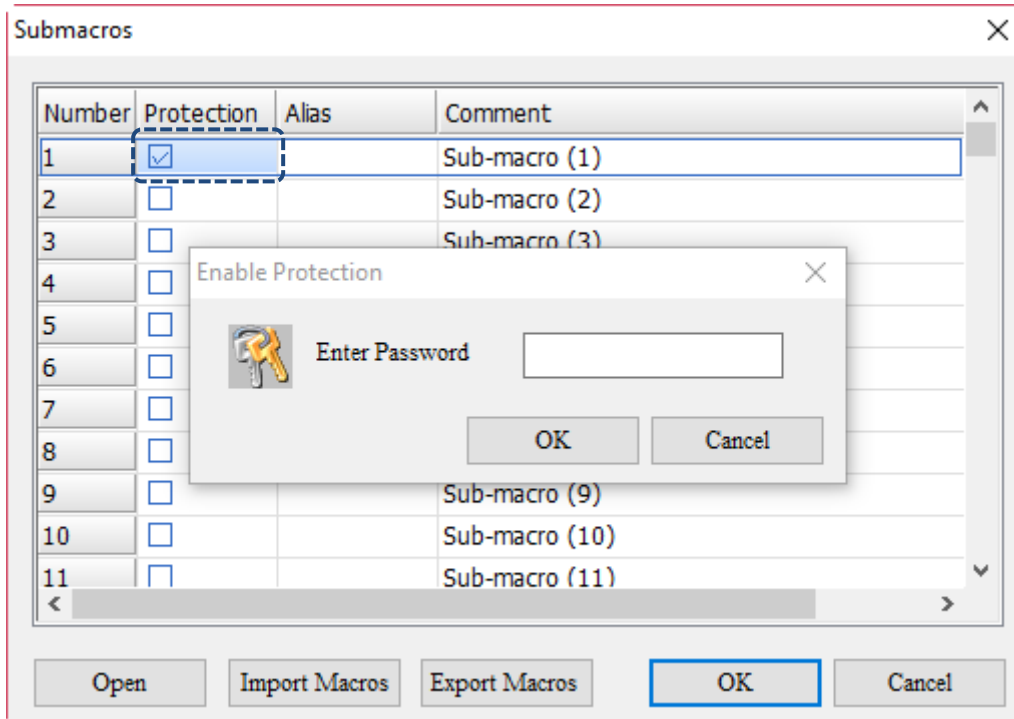 Submacros
Number Protection Alias Comment
1 Sub-macro (1)
2 Sub-macro (2)
3 Sub-macro (3)
4
5
6
7
8
9 Sub-macro (9)
10 Sub-macro (10)
11 Sub-macro (11)
Enable Protection
Enter Password
OK Cancel
Open Import Macros Export Macros OK Cancel